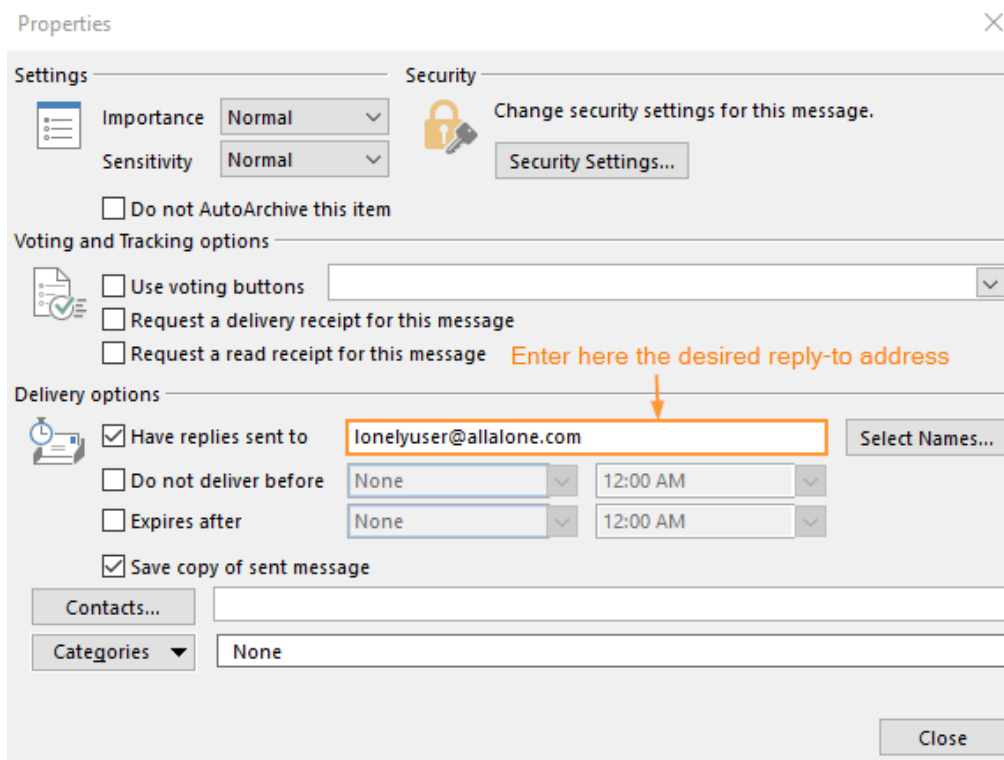 Properties
Settings Security
Importance Normal Change security settings for this message.
Sensitivity Normal Security Settings...
Do not AutoArchive this item
Voting and Tracking options
Use voting buttons
Request a delivery receipt for this message
Request a read receipt for this message Enter here the desired reply-to address
Delivery options
Have replies sent to lonelyuser@allalone.com Select Names...
Do not deliver before None 12:00 AM
Expires after None 12:00 AM
Save copy of sent message
Contacts...
Categories None
Close